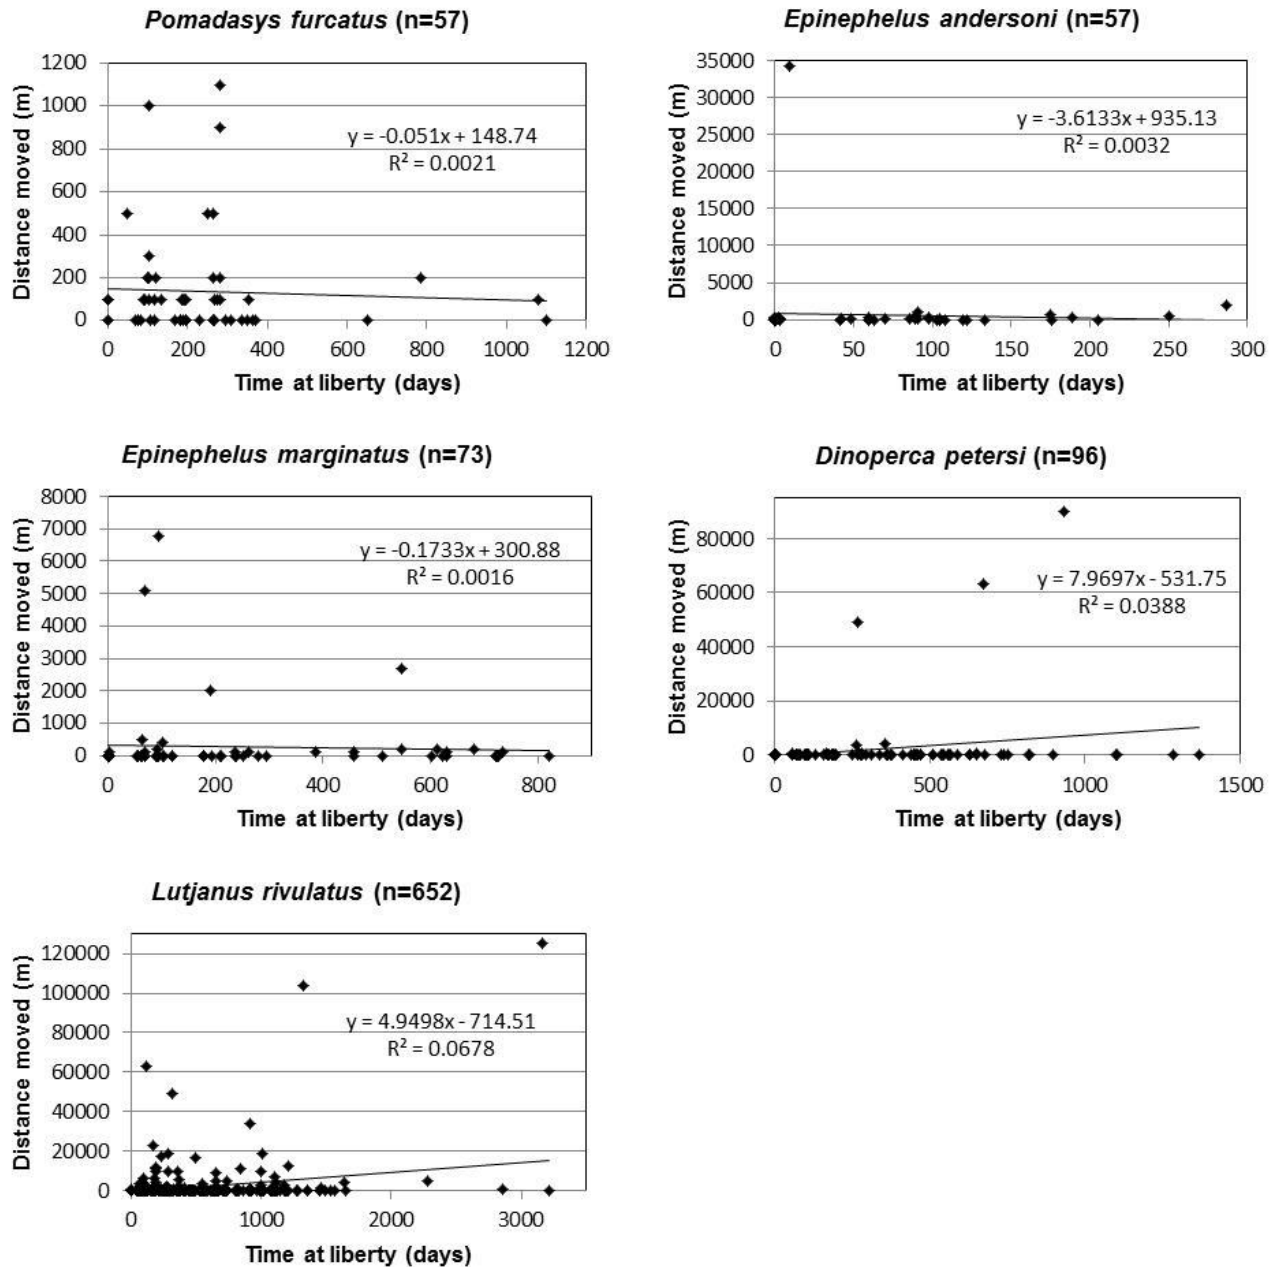 Pomadasys furcatus (n=57)
1200
1000
800
600
400
200
0
Distance moved (m)
y = -0.051x + 148.74
R² = 0.0021
0 200 400 600 800 1000 1200
Time at liberty (days)
Epinephelus andersoni (n=57)
35000
30000
25000
20000
15000
10000
5000
0
Distance moved (m)
y = -3.6133x + 935.13
R² = 0.0032
0 50 100 150 200 250 300
Time at liberty (days)
Epinephelus marginatus (n=73)
8000
7000
6000
5000
4000
3000
2000
1000
0
Distance moved (m)
y = -0.1733x + 300.88
R² = 0.0016
0 200 400 600 800
Time at liberty (days)
Dinoperca petersi (n=96)
80000
60000
40000
20000
0
Distance moved (m)
y = 7.9697x - 531.75
R² = 0.0388
0 500 1000 1500
Time at liberty (days)
Lutjanus rivulatus (n=652)
120000
100000
80000
60000
40000
20000
0
Distance moved (m)
y = 4.9498x - 714.51
R² = 0.0678
0 1000 2000 3000
Time at liberty (days)